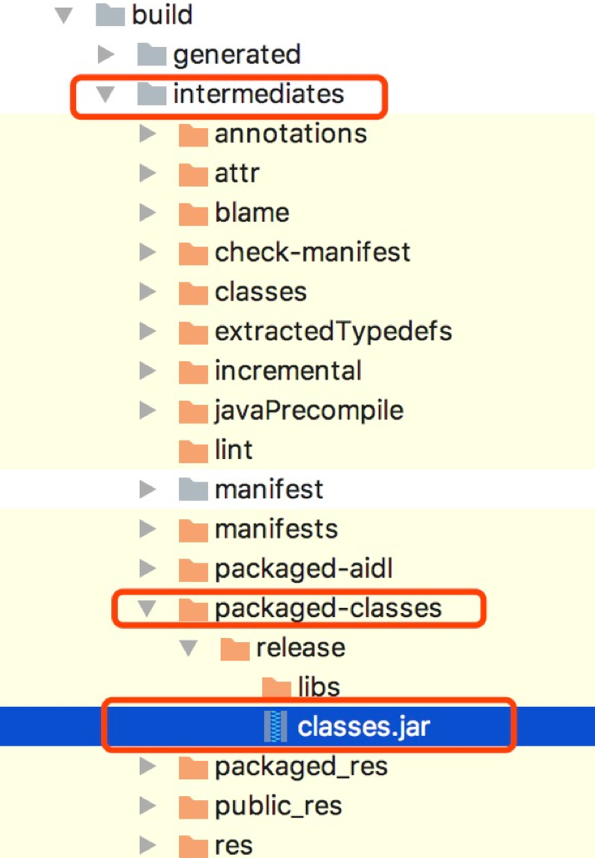 build
generated
intermediates
annotations
attr
blame
check-manifest
classes
extractedTypedefs
incremental
javaPrecompile
lint
manifest
manifests
packaged-aidl
packaged-classes
release
libs
classes.jar
packaged_res
public_res
res